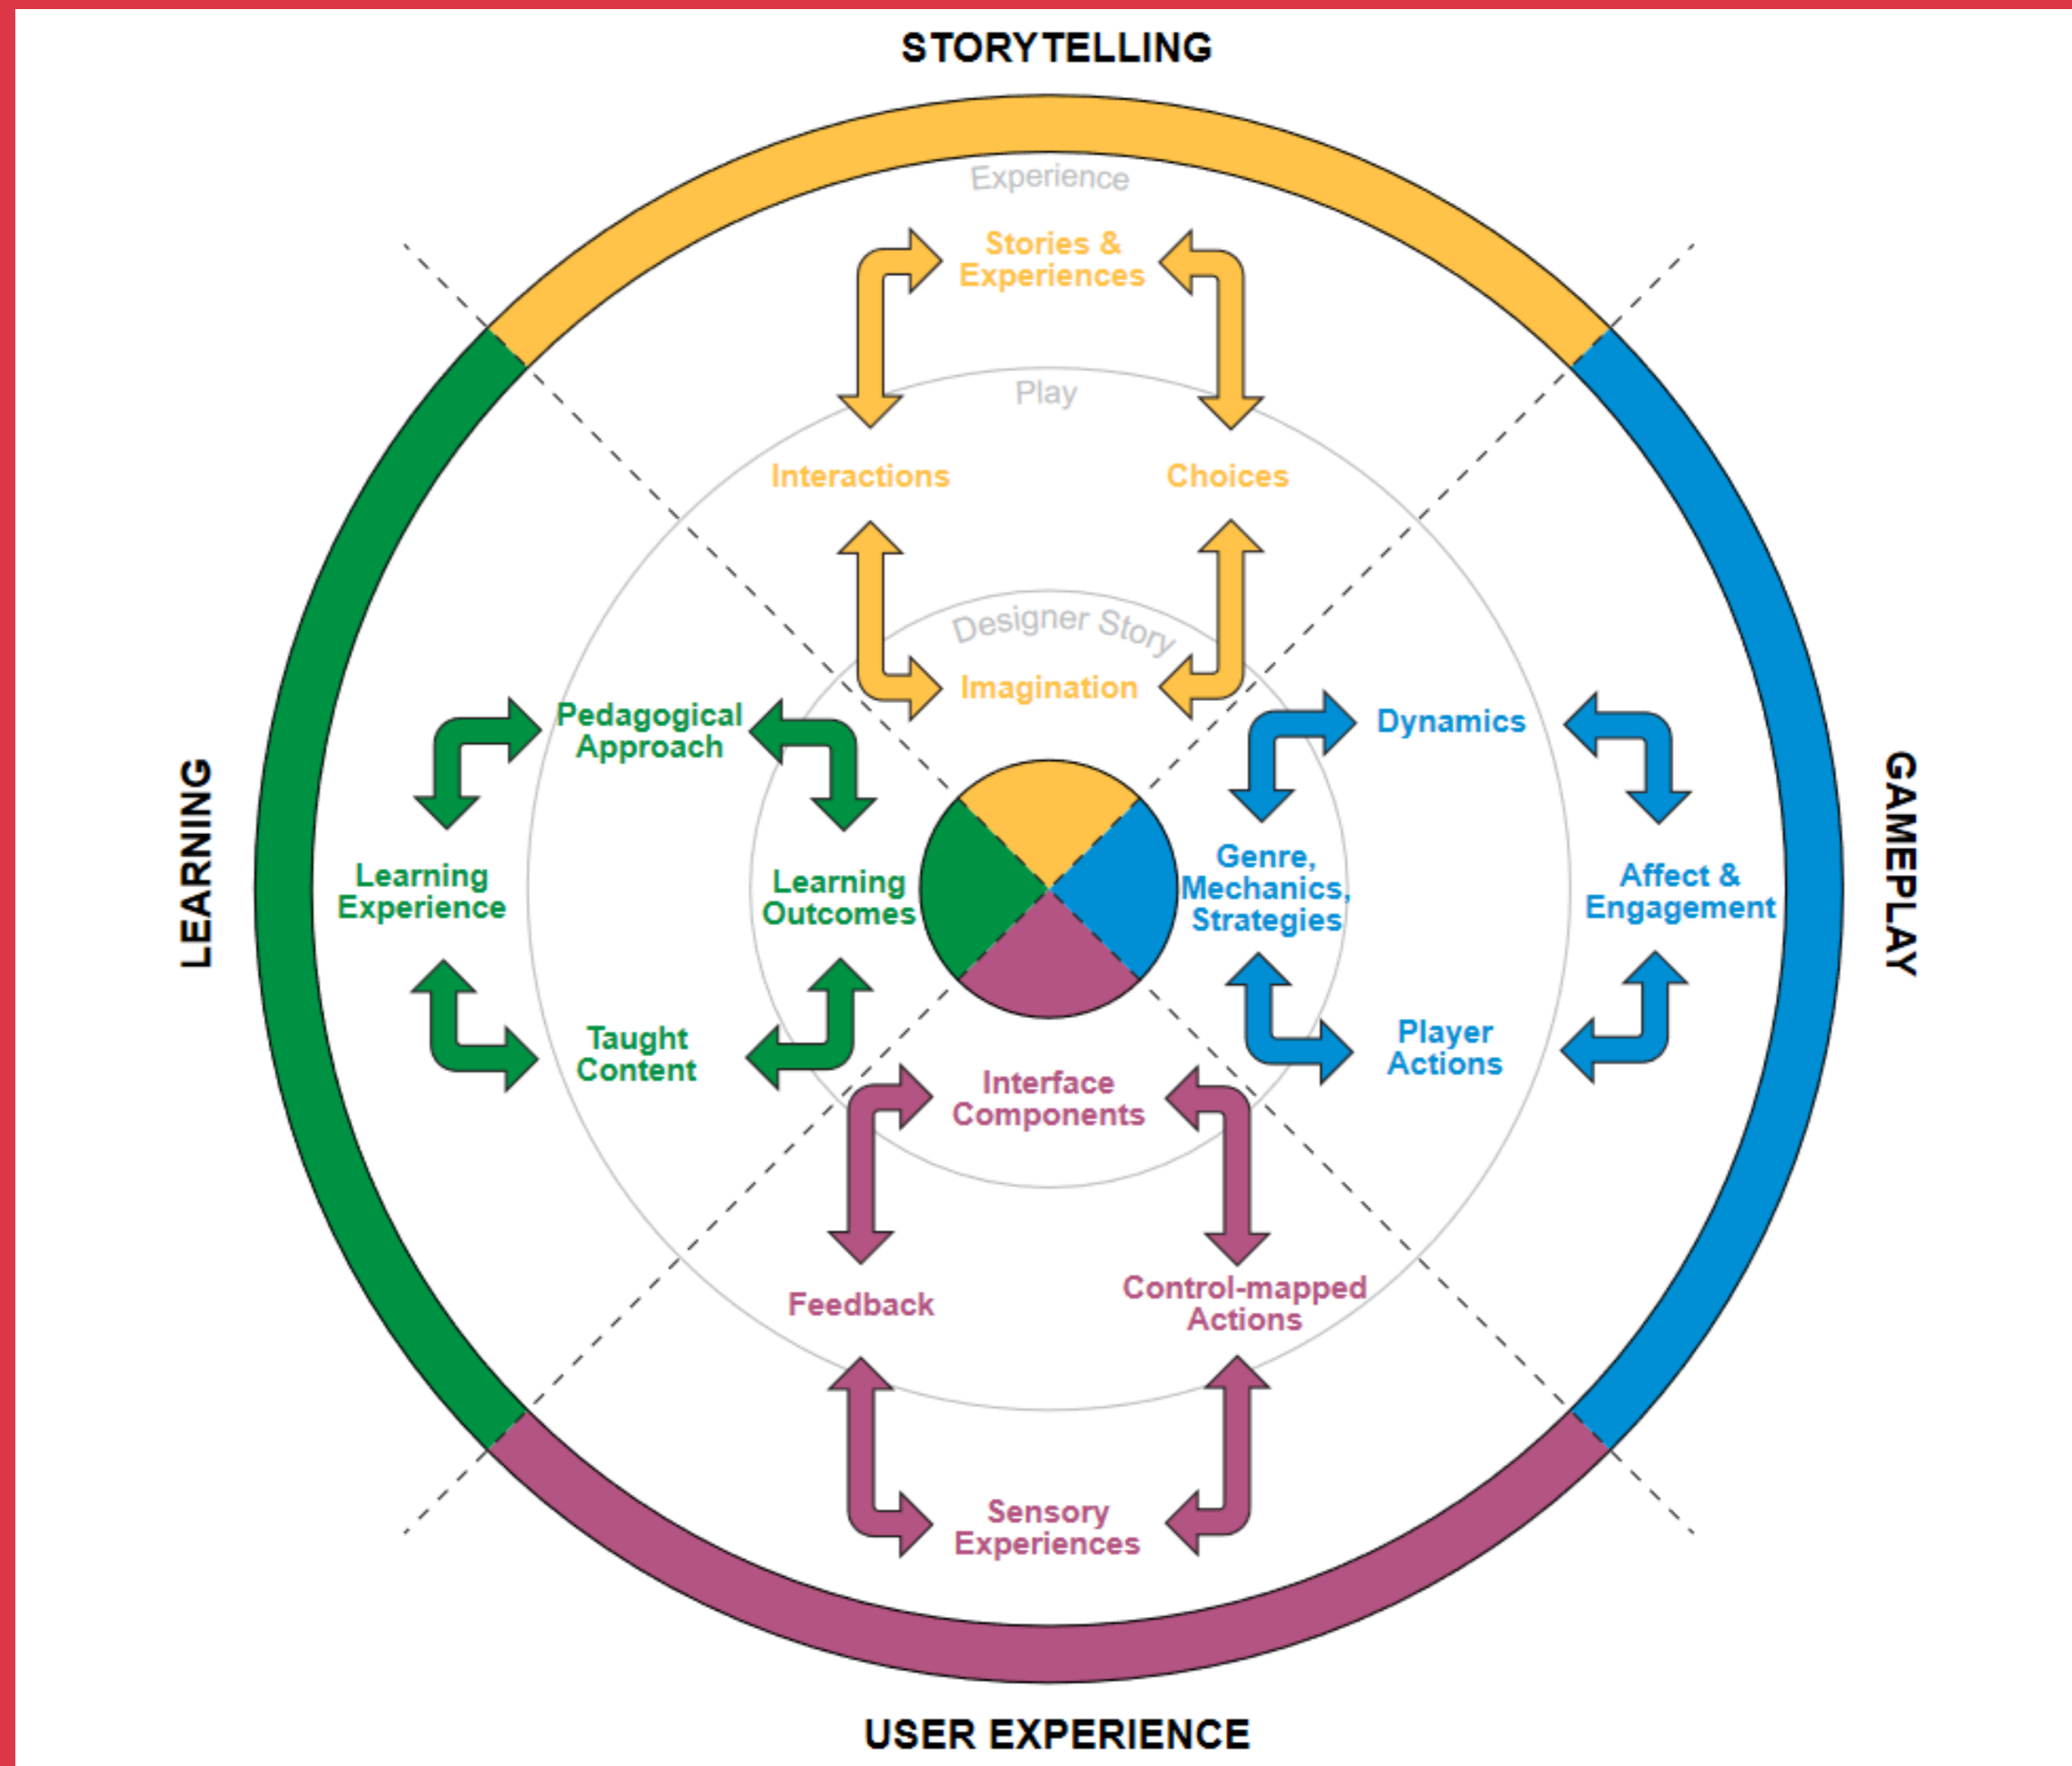 STORYTELLING
Experience
Stories &
Experiences
Play
Interactions
Choices
Designer Story
Imagination
LEARNING
Pedagogical
Approach
Learning
Experience
Learning
Outcomes
Taught
Content
Dynamics
Genre,
Mechanics,
Strategies
Affect &
Engagement
Player
Actions
GAMEPLAY
Interface
Components
Feedback
Control-mapped
Actions
Sensory
Experiences
USER EXPERIENCE